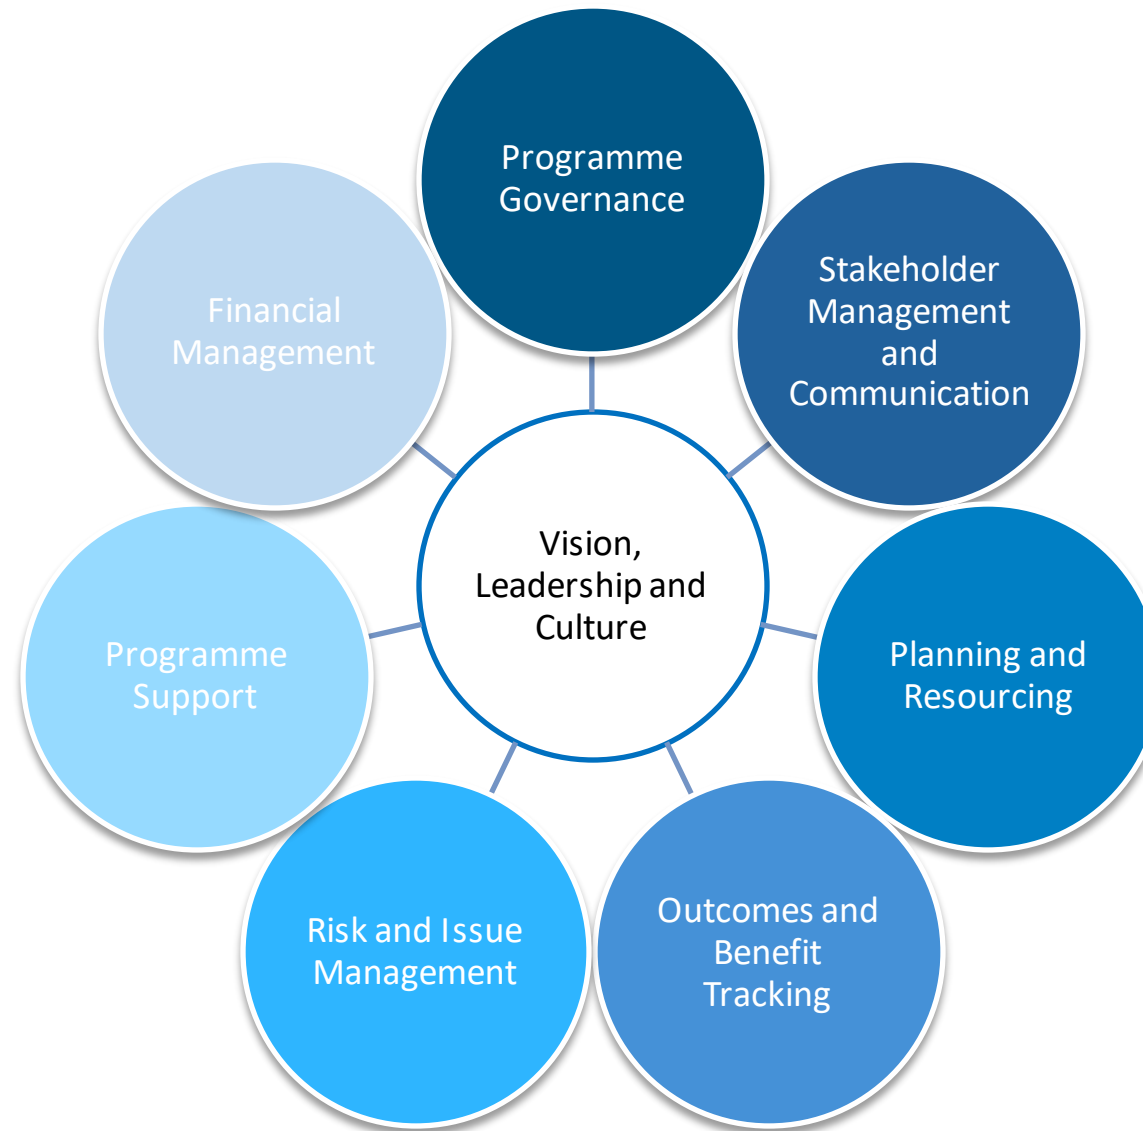 Programme
Governance
Stakeholder
Management
and
Communication
Planning and
Resourcing
Outcomes and
Benefit
Tracking
Risk and Issue
Management
Programme
Support
Financial
Management
Vision,
Leadership and
Culture